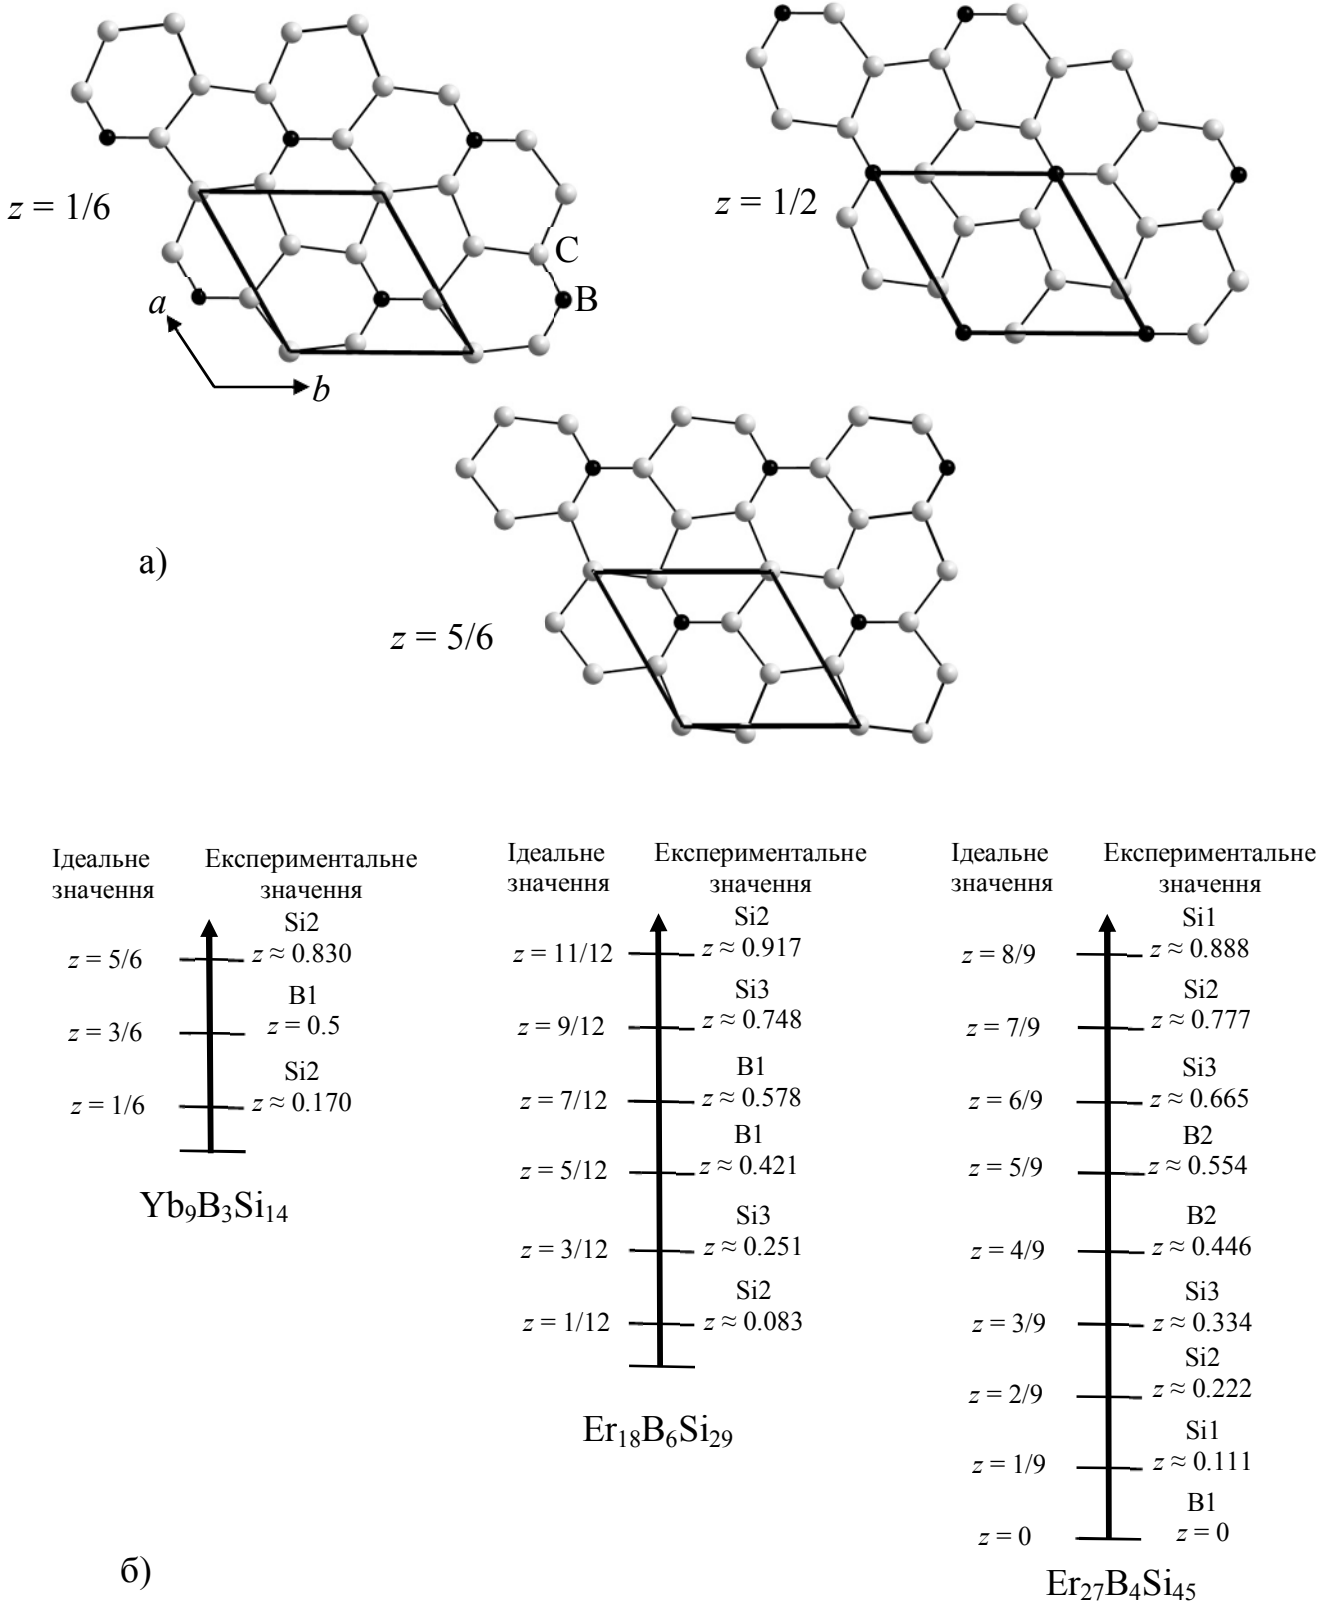 z = 1/6
z = 1/2
C
B
a
b
а)
z = 5/6
Ідеальне значення
Експериментальне значення
Si2
z = 5/6
z ≈ 0.830
B1
z = 3/6
z = 0.5
Si2
z = 1/6
z ≈ 0.170
Yb₉B₃Si₁₄
Ідеальне значення
Експериментальне значення
Si2
z = 11/12
z ≈ 0.917
Si3
z = 9/12
z ≈ 0.748
B1
z = 7/12
z ≈ 0.578
B1
z = 5/12
z ≈ 0.421
Si3
z = 3/12
z ≈ 0.251
Si2
z = 1/12
z ≈ 0.083
Er₁₈B₆Si₂₉
Ідеальне значення
Експериментальне значення
Si1
z = 8/9
z ≈ 0.888
Si2
z = 7/9
z ≈ 0.777
Si3
z = 6/9
z ≈ 0.665
B2
z = 5/9
z ≈ 0.554
B2
z = 4/9
z ≈ 0.446
Si3
z = 3/9
z ≈ 0.334
Si2
z = 2/9
z ≈ 0.222
Si1
z = 1/9
z ≈ 0.111
B1
z = 0
z = 0
Er₂₇B₄Si₄₅
б)